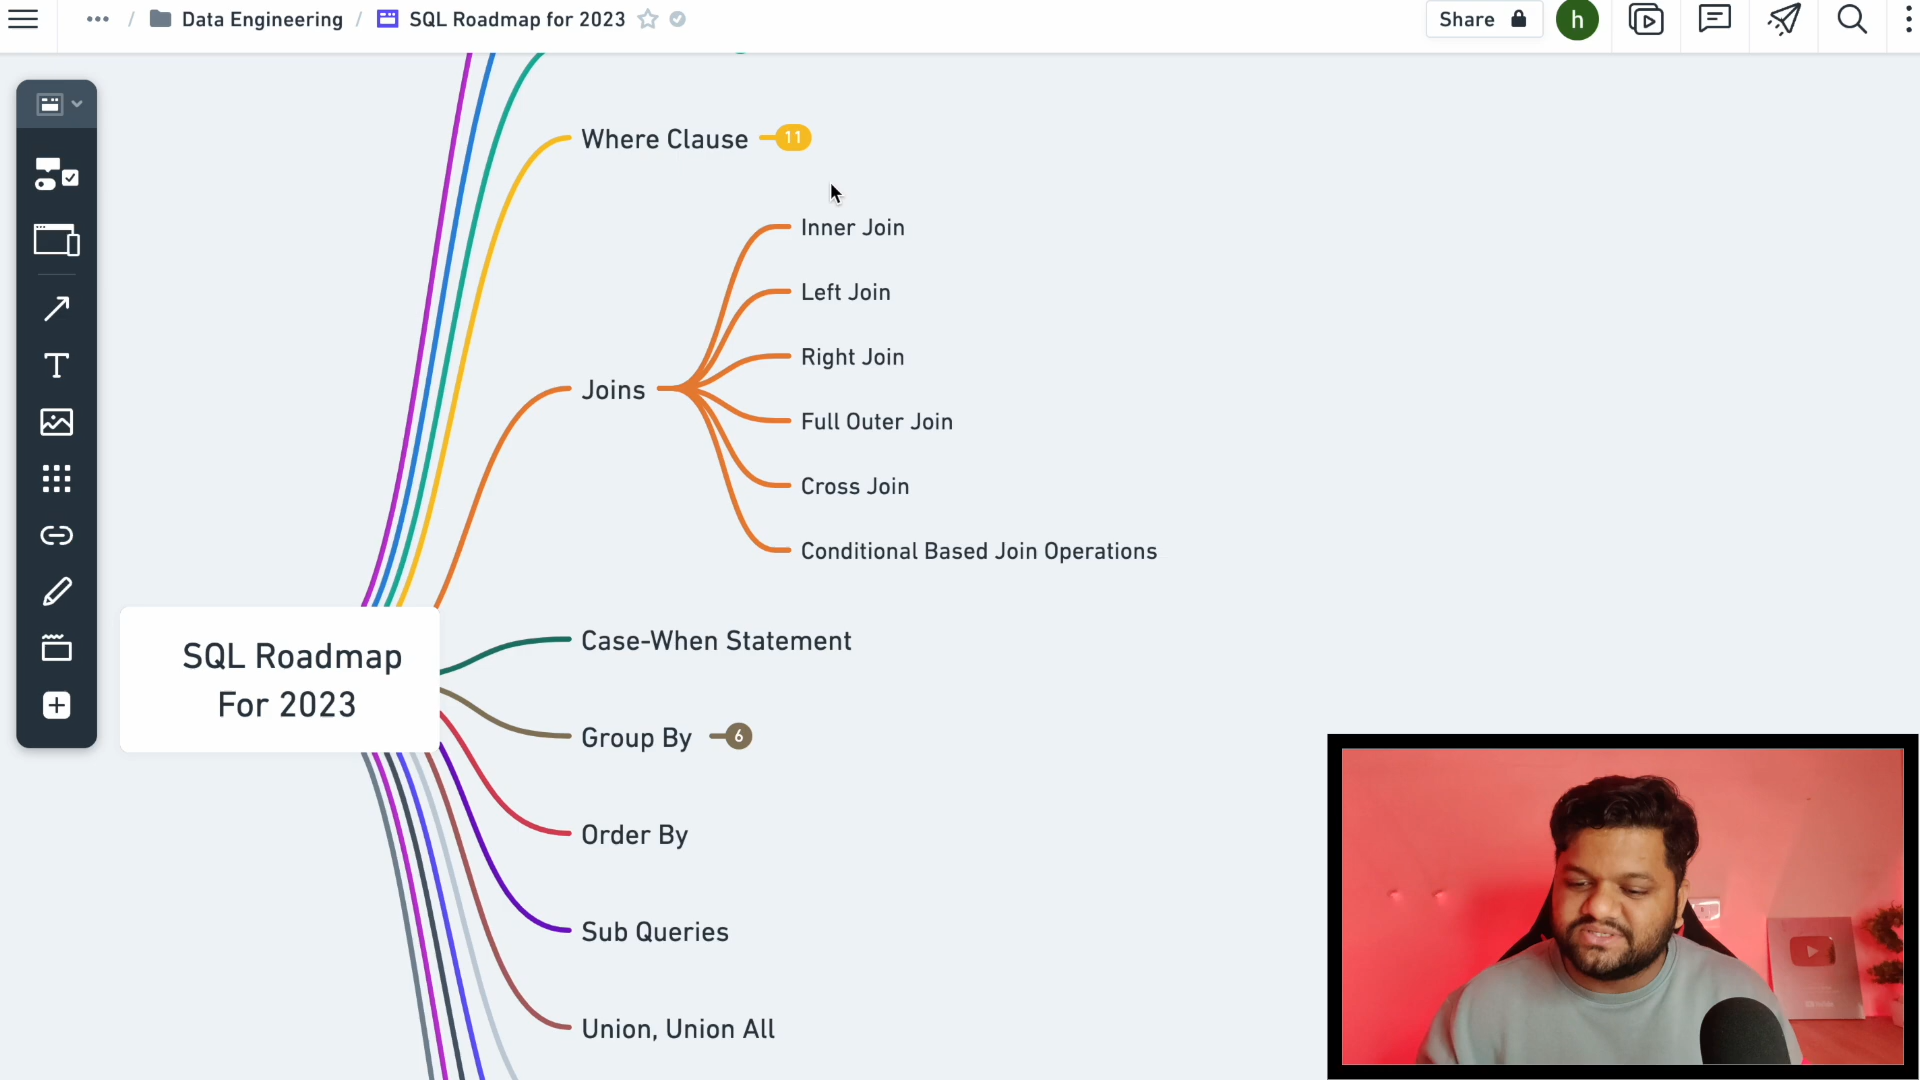 Data Engineering / SQL Roadmap for 2023
Share
h
Where Clause 11
Inner Join
Left Join
Right Join
Joins
Full Outer Join
Cross Join
Conditional Based Join Operations
Case-When Statement
SQL Roadmap
For 2023
Group By 6
Order By
Sub Queries
Union, Union All